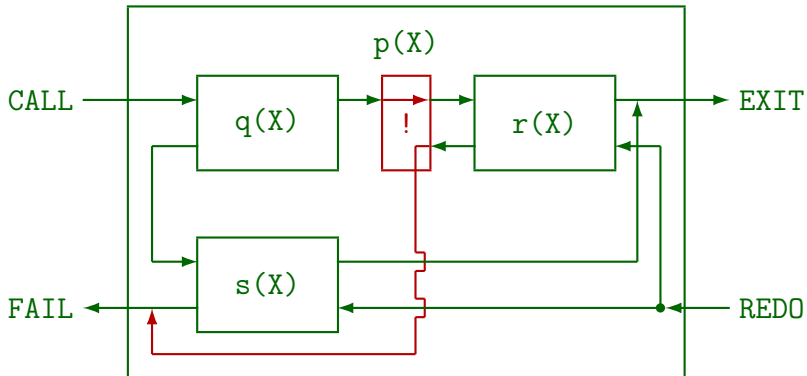 p(X)
CALL
q(X)
!
r(X)
EXIT
s(X)
FAIL
REDO